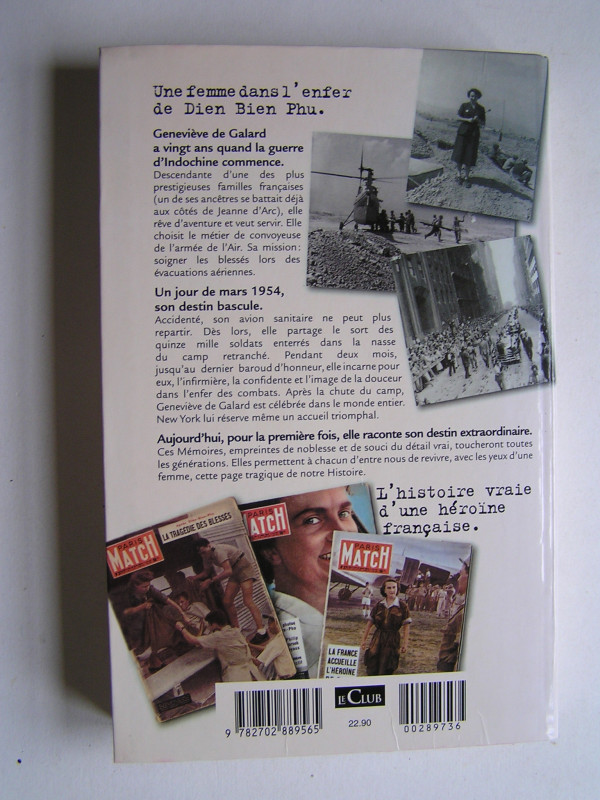 Une femme dans l'enfer
de Dien Bien Phu.
Geneviève de Galard
a vingt ans quand la guerre
d'Indochine commence.
Descendante d'une des plus
prestigieuses familles françaises
(un de ses ancêtres se battait déjà
aux côtés de Jeanne d'Arc), elle
rêve d'aventure et veut servir. Elle
choisit le métier de convoyeuse
de l'armée de l'Air. Sa mission :
soigner les blessés lors des
évacuations aériennes.
Un jour de mars 1954,
son destin bascule.
Accidenté, son avion sanitaire ne peut plus
repartir. Dès lors, elle partage le sort des
quinze mille soldats enterrés dans la nasse
du camp retranché. Pendant deux mois,
jusqu'au dernier baroud d'honneur, elle incarne pour
eux, l'infirmière, la confidente et l'image de la douceur
dans l'enfer des combats. Après la chute du camp,
Geneviève de Galard est célébrée dans le monde entier.
New York lui réserve même un accueil triomphal.
Aujourd'hui, pour la première fois, elle raconte son destin extraordinaire.
Ces Mémoires, empreintes de noblesse et de souci du détail vrai, toucheront toutes
les générations. Elles permettent à chacun d'entre nous de revivre, avec les yeux d'une
femme, cette page tragique de notre Histoire.
L'histoire vraie
d'une héroïne
française.
PARIS
MATCH
LA TRAGÉDIE DES BLESSÉS
MATCH
PARIS
MATCH
LA FRANCE
ACCUEILLE
L'HÉROINE
LE CLUB
9 782702 889565
22.90
00289736